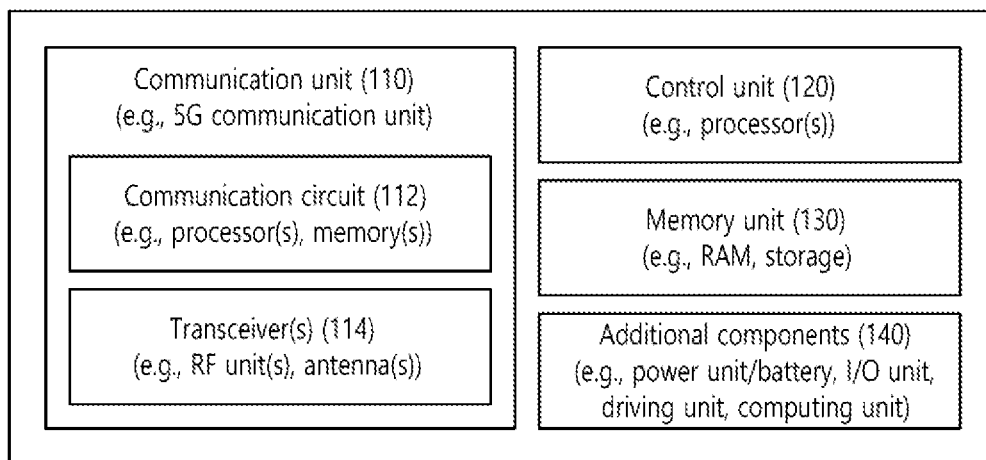 Communication unit (110)
(e.g., 5G communication unit)
Communication circuit (112)
(e.g., processor(s), memory(s))
Transceiver(s) (114)
(e.g., RF unit(s), antenna(s))
Control unit (120)
(e.g., processor(s))
Memory unit (130)
(e.g., RAM, storage)
Additional components (140)
(e.g., power unit/battery, I/O unit,
driving unit, computing unit)